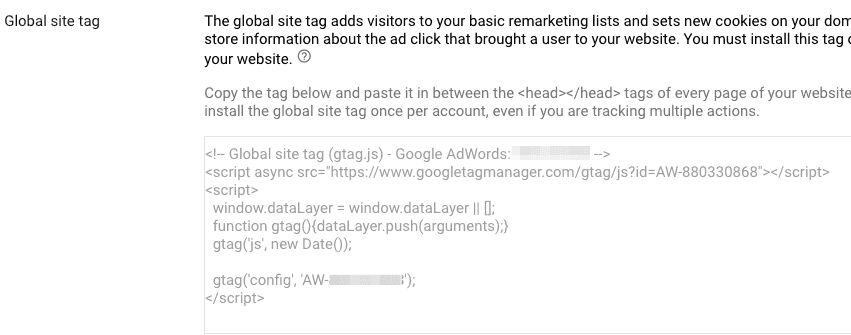 Global site tag
The global site tag adds visitors to your basic remarketing lists and sets new cookies on your dom
store information about the ad click that brought a user to your website. You must install this tag
your website. ?
Copy the tag below and paste it in between the <head></head> tags of every page of your website
install the global site tag once per account, even if you are tracking multiple actions.
<!-- Global site tag (gtag.js) - Google AdWords: -->
<script async src="https://www.googletagmanager.com/gtag/js?id=AW-880330868"></script>
<script>
window.dataLayer = window.dataLayer || [];
function gtag(){dataLayer.push(arguments);}
gtag('js', new Date());
gtag('config', 'AW-');
</script>